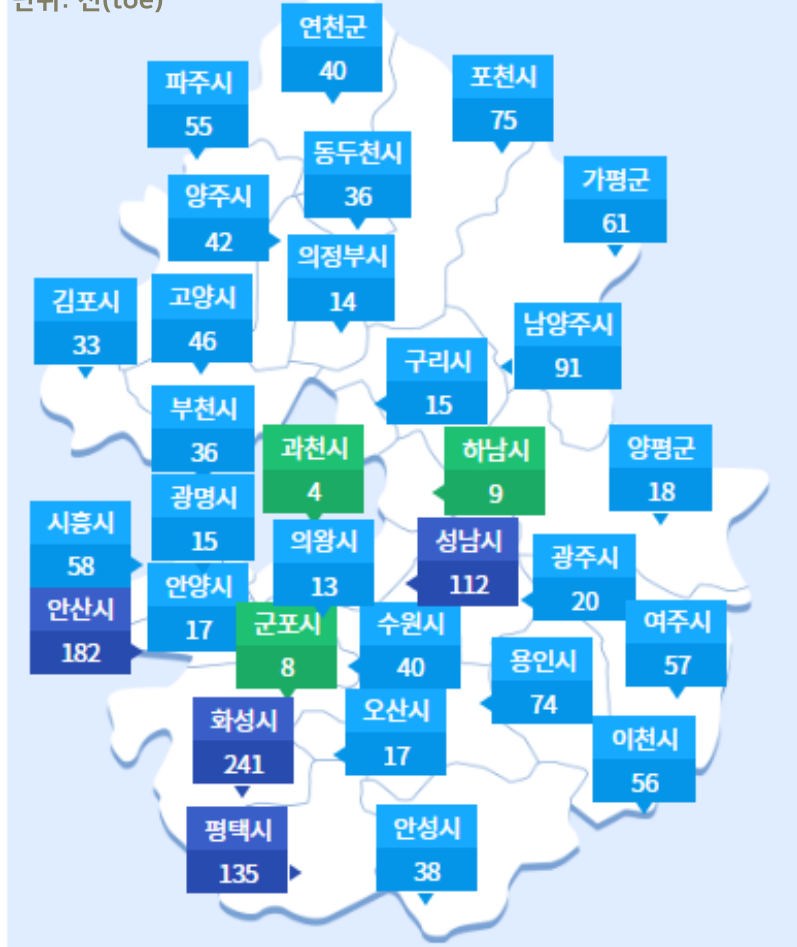 단위: 천(toe)
연천군
40
포천시
75
파주시
55
동두천시
36
가평군
61
양주시
42
의정부시
14
김포시
33
고양시
46
남양주시
91
구리시
15
부천시
36
과천시
4
하남시
9
양평군
18
광명시
15
시흥시
58
의왕시
13
성남시
112
광주시
20
안양시
17
안산시
182
군포시
8
수원시
40
여주시
57
용인시
74
화성시
241
오산시
17
이천시
56
평택시
135
안성시
38